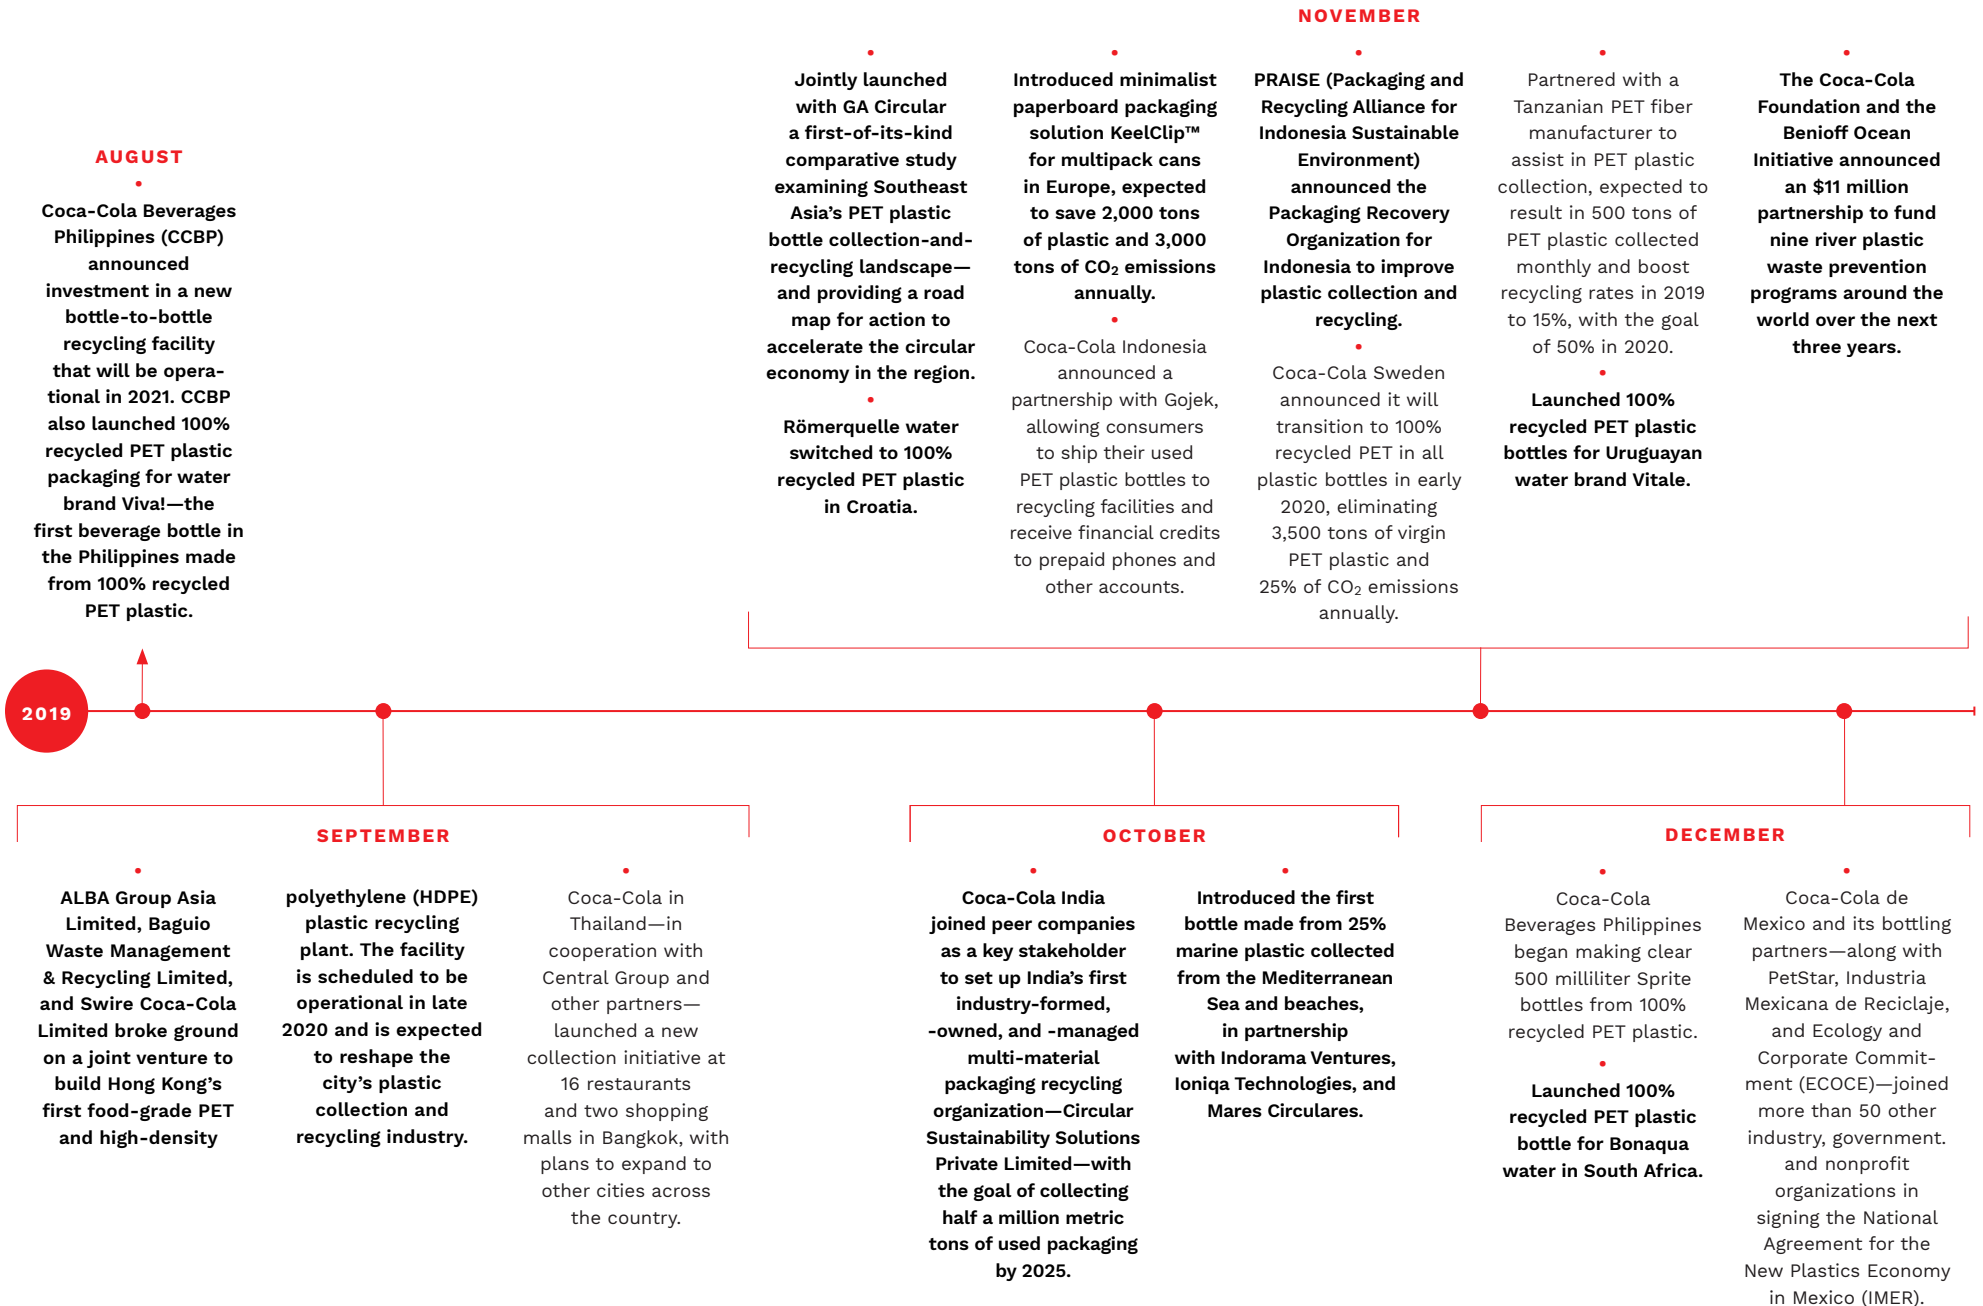 AUGUST
Coca-Cola Beverages
Philippines (CCBP)
announced
investment in a new
bottle-to-bottle
recycling facility
that will be opera-
tional in 2021. CCBP
also launched 100%
recycled PET plastic
packaging for water
brand Viva!—the
first beverage bottle in
the Philippines made
from 100% recycled
PET plastic.
NOVEMBER
Jointly launched
with GA Circular
a first-of-its-kind
comparative study
examining Southeast
Asia's PET plastic
bottle collection-and-
recycling landscape—
and providing a road
map for action to
accelerate the circular
economy in the region.
Römerquelle water
switched to 100%
recycled PET plastic
in Croatia.
Introduced minimalist
paperboard packaging
solution KeelClip™
for multipack cans
in Europe, expected
to save 2,000 tons
of plastic and 3,000
tons of CO₂ emissions
annually.
Coca-Cola Indonesia
announced a
partnership with Gojek,
allowing consumers
to ship their used
PET plastic bottles to
recycling facilities and
receive financial credits
to prepaid phones and
other accounts.
PRAISE (Packaging and
Recycling Alliance for
Indonesia Sustainable
Environment)
announced the
Packaging Recovery
Organization for
Indonesia to improve
plastic collection and
recycling.
Coca-Cola Sweden
announced it will
transition to 100%
recycled PET in all
plastic bottles in early
2020, eliminating
3,500 tons of virgin
PET plastic and
25% of CO₂ emissions
annually.
Partnered with a
Tanzanian PET fiber
manufacturer to
assist in PET plastic
collection, expected to
result in 500 tons of
PET plastic collected
monthly and boost
recycling rates in 2019
to 15%, with the goal
of 50% in 2020.
Launched 100%
recycled PET plastic
bottles for Uruguayan
water brand Vitale.
The Coca-Cola
Foundation and the
Benioff Ocean
Initiative announced
an $11 million
partnership to fund
nine river plastic
waste prevention
programs around the
world over the next
three years.
2019
SEPTEMBER
ALBA Group Asia
Limited, Baguio
Waste Management
& Recycling Limited,
and Swire Coca-Cola
Limited broke ground
on a joint venture to
build Hong Kong's
first food-grade PET
and high-density
polyethylene (HDPE)
plastic recycling
plant. The facility
is scheduled to be
operational in late
2020 and is expected
to reshape the
city's plastic
collection and
recycling industry.
Coca-Cola in
Thailand—in
cooperation with
Central Group and
other partners—
launched a new
collection initiative at
16 restaurants
and two shopping
malls in Bangkok, with
plans to expand to
other cities across
the country.
OCTOBER
Coca-Cola India
joined peer companies
as a key stakeholder
to set up India's first
industry-formed,
-owned, and -managed
multi-material
packaging recycling
organization—Circular
Sustainability Solutions
Private Limited—with
the goal of collecting
half a million metric
tons of used packaging
by 2025.
Introduced the first
bottle made from 25%
marine plastic collected
from the Mediterranean
Sea and beaches,
in partnership
with Indorama Ventures,
Ioniqa Technologies, and
Mares Circulares.
DECEMBER
Coca-Cola
Beverages Philippines
began making clear
500 milliliter Sprite
bottles from 100%
recycled PET plastic.
Launched 100%
recycled PET plastic
bottle for Bonaqua
water in South Africa.
Coca-Cola de
Mexico and its bottling
partners—along with
PetStar, Industria
Mexicana de Reciclaje,
and Ecology and
Corporate Commit-
ment (ECOCE)—joined
more than 50 other
industry, government.
and nonprofit
organizations in
signing the National
Agreement for the
New Plastics Economy
in Mexico (IMER).